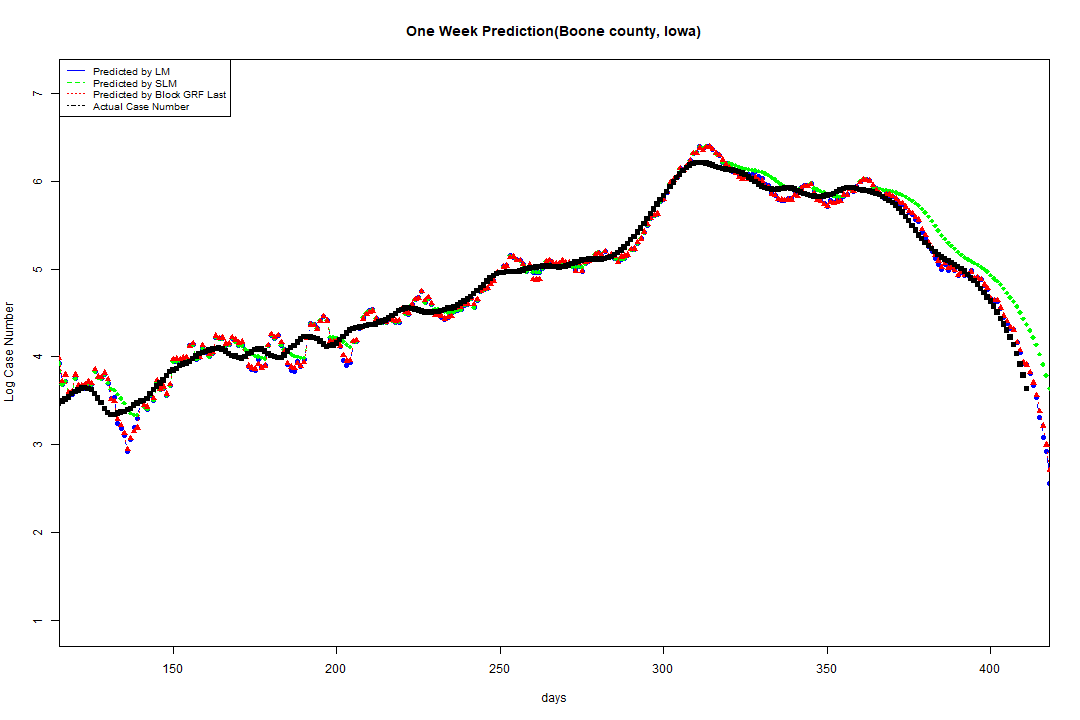 One Week Prediction(Boone county, Iowa)
Predicted by LM
Predicted by SLM
Predicted by Block GRF Last
Actual Case Number
7
6
5
4
3
2
1
Log Case Number
150 200 250 300 350 400
days